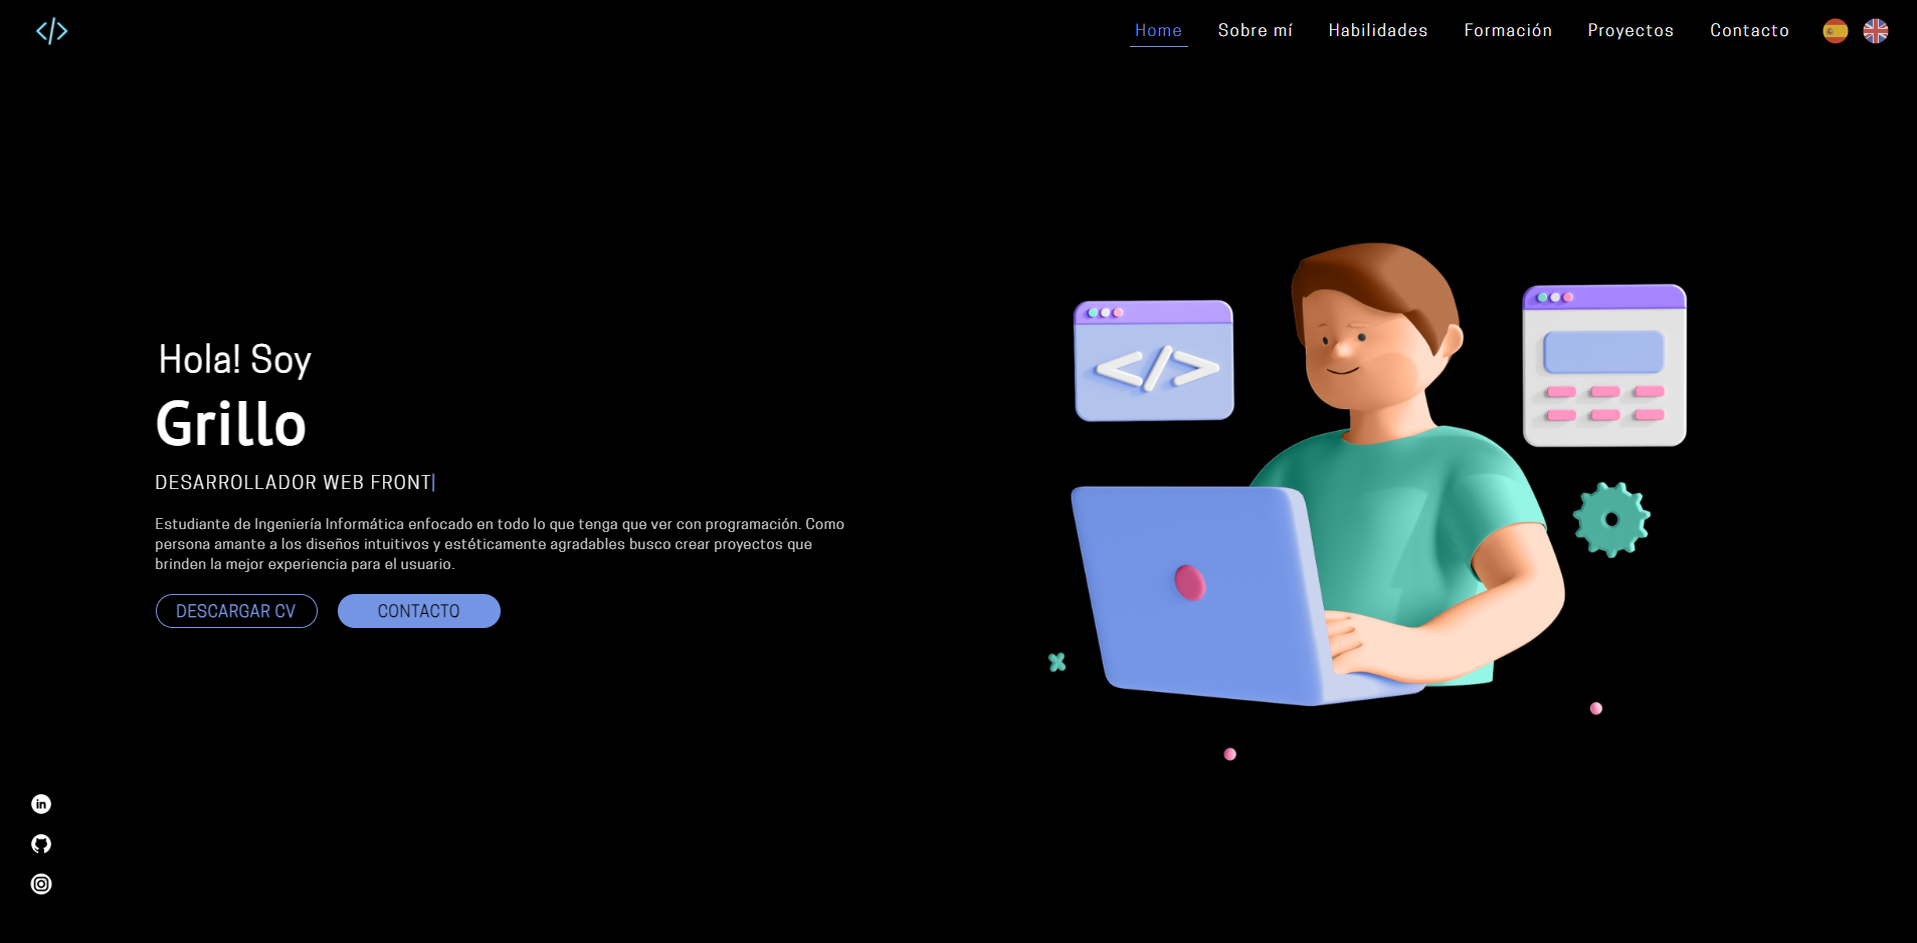 </>
Home Sobre mí Habilidades Formación Proyectos Contacto
</>
Hola! Soy
Grillo
DESARROLLADOR WEB FRONT
Estudiante de Ingeniería Informática enfocado en todo lo que tenga que ver con programación. Como
persona amante a los diseños intuitivos y estéticamente agradables busco crear proyectos que
brinden la mejor experiencia para el usuario.
DESCARGAR CV CONTACTO
in